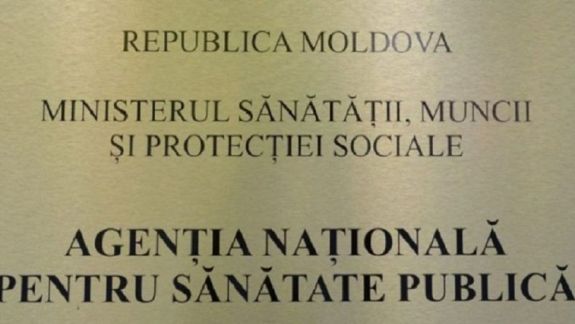 REPUBLICA MOLDOVA
MINISTERUL SĂNĂTĂȚII, MUNCII
ȘI PROTECȚIEI SOCIALE
AGENȚIA NAȚIONALĂ
PENTRU SĂNĂTATE PUBLICĂ